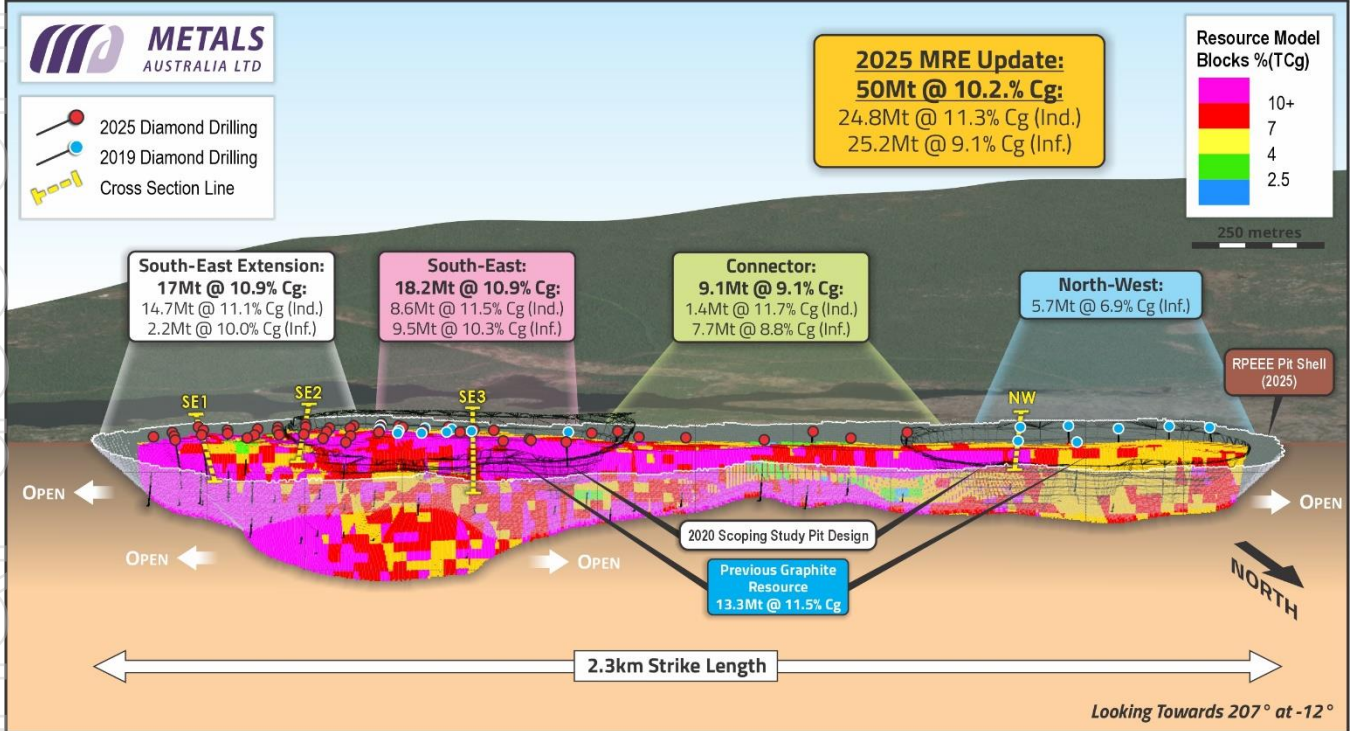 METALS
AUSTRALIA LTD
2025 Diamond Drilling
2019 Diamond Drilling
Cross Section Line
2025 MRE Update:
50Mt @ 10.2.% Cg:
24.8Mt @ 11.3% Cg (Ind.)
25.2Mt @ 9.1% Cg (Inf.)
Resource Model
Blocks %(TCg)
10+
7
4
2.5
250 metres
South-East Extension:
17Mt @ 10.9% Cg:
14.7Mt @ 11.1% Cg (Ind.)
2.2Mt @ 10.0% Cg (Inf.)
South-East:
18.2Mt @ 10.9% Cg:
8.6Mt @ 11.5% Cg (Ind.)
9.5Mt @ 10.3% Cg (Inf.)
Connector:
9.1Mt @ 9.1% Cg:
1.4Mt @ 11.7% Cg (Ind.)
7.7Mt @ 8.8% Cg (Inf.)
North-West:
5.7Mt @ 6.9% Cg (Inf.)
RPEEE Pit Shell
(2025)
SE1
SE2
SE3
NW
OPEN
OPEN
OPEN
OPEN
2020 Scoping Study Pit Design
Previous Graphite
Resource
13.3Mt @ 11.5% Cg
NORTH
2.3km Strike Length
Looking Towards 207° at -12°